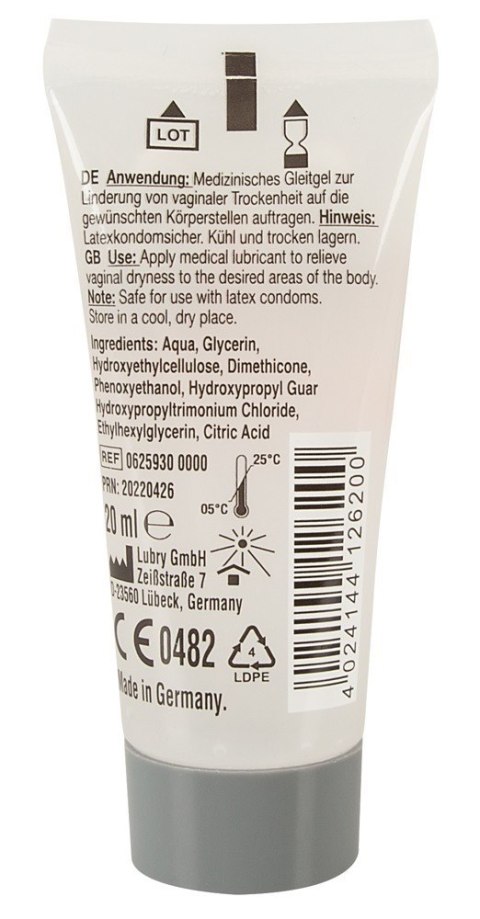 LOT
DE Anwendung: Medizinisches Gleitgel zur
Linderung von vaginaler Trockenheit auf die
gewünschten Körperstellen auftragen. Hinweis:
Latexkondomsicher. Kühl und trocken lagern.
GB Use: Apply medical lubricant to relieve
vaginal dryness to the desired areas of the body.
Note: Safe for use with latex condoms.
Store in a cool, dry place.
Ingredients: Aqua, Glycerin,
Hydroxyethylcellulose, Dimethicone,
Phenoxyethanol, Hydroxypropyl Guar
Hydroxypropyltrimonium Chloride,
Ethylhexylglycerin, Citric Acid
REF 0625930 0000
PRN: 20220426
25°C
05°C
20 ml ℮
Lubry GmbH
Zeißstraße 7
D-23560 Lübeck, Germany
CE 0482
4
LDPE
Made in Germany.
4 024144 126200